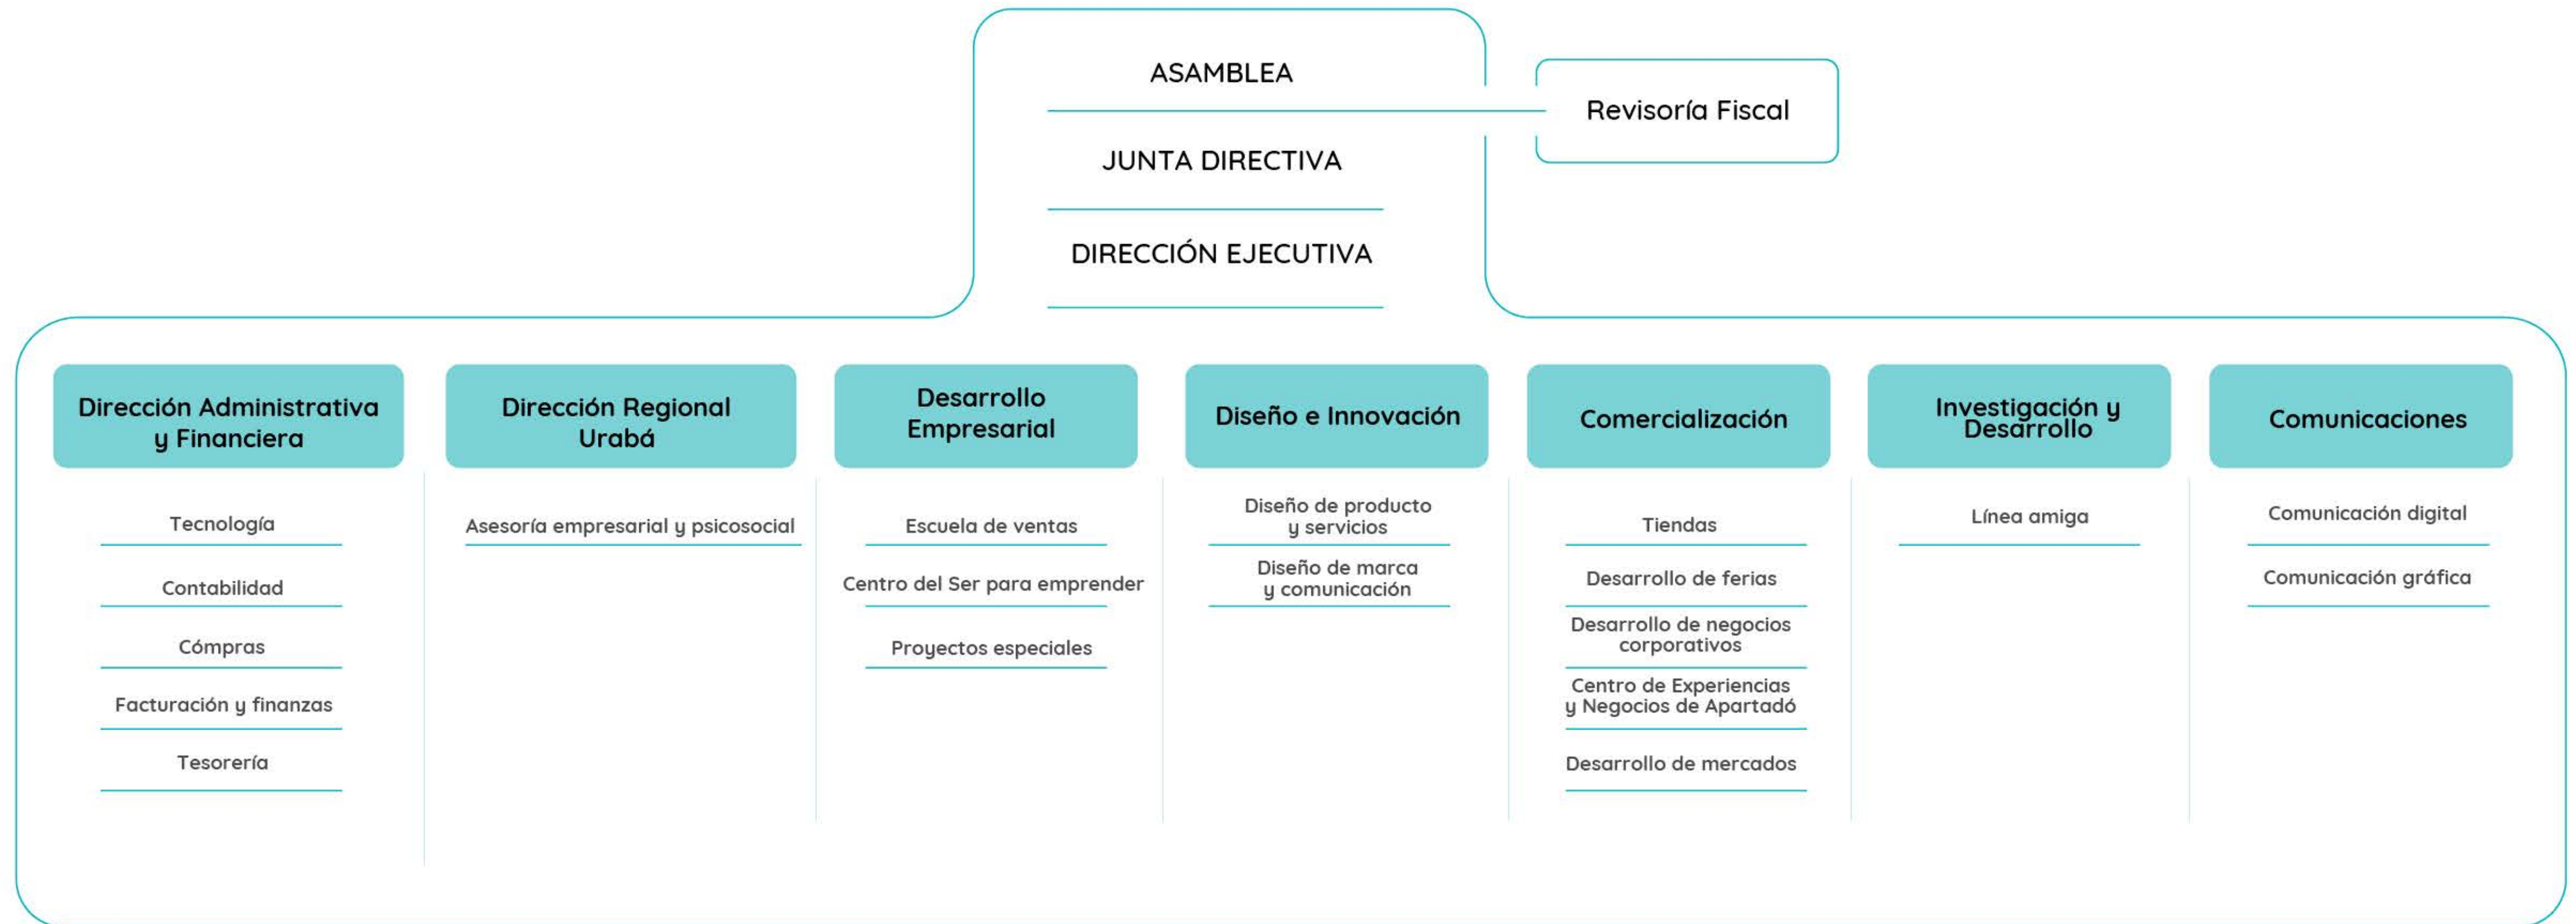 ASAMBLEA
Revisoría Fiscal
JUNTA DIRECTIVA
DIRECCIÓN EJECUTIVA
Dirección Administrativa
y Financiera
Tecnología
Contabilidad
Cómpras
Facturación y finanzas
Tesorería
Dirección Regional
Urabá
Asesoría empresarial y psicosocial
Desarrollo
Empresarial
Escuela de ventas
Centro del Ser para emprender
Proyectos especiales
Diseño e Innovación
Diseño de producto
y servicios
Diseño de marca
y comunicación
Comercialización
Tiendas
Desarrollo de ferias
Desarrollo de negocios
corporativos
Centro de Experiencias
y Negocios de Apartadó
Desarrollo de mercados
Investigación y
Desarrollo
Línea amiga
Comunicaciones
Comunicación digital
Comunicación gráfica